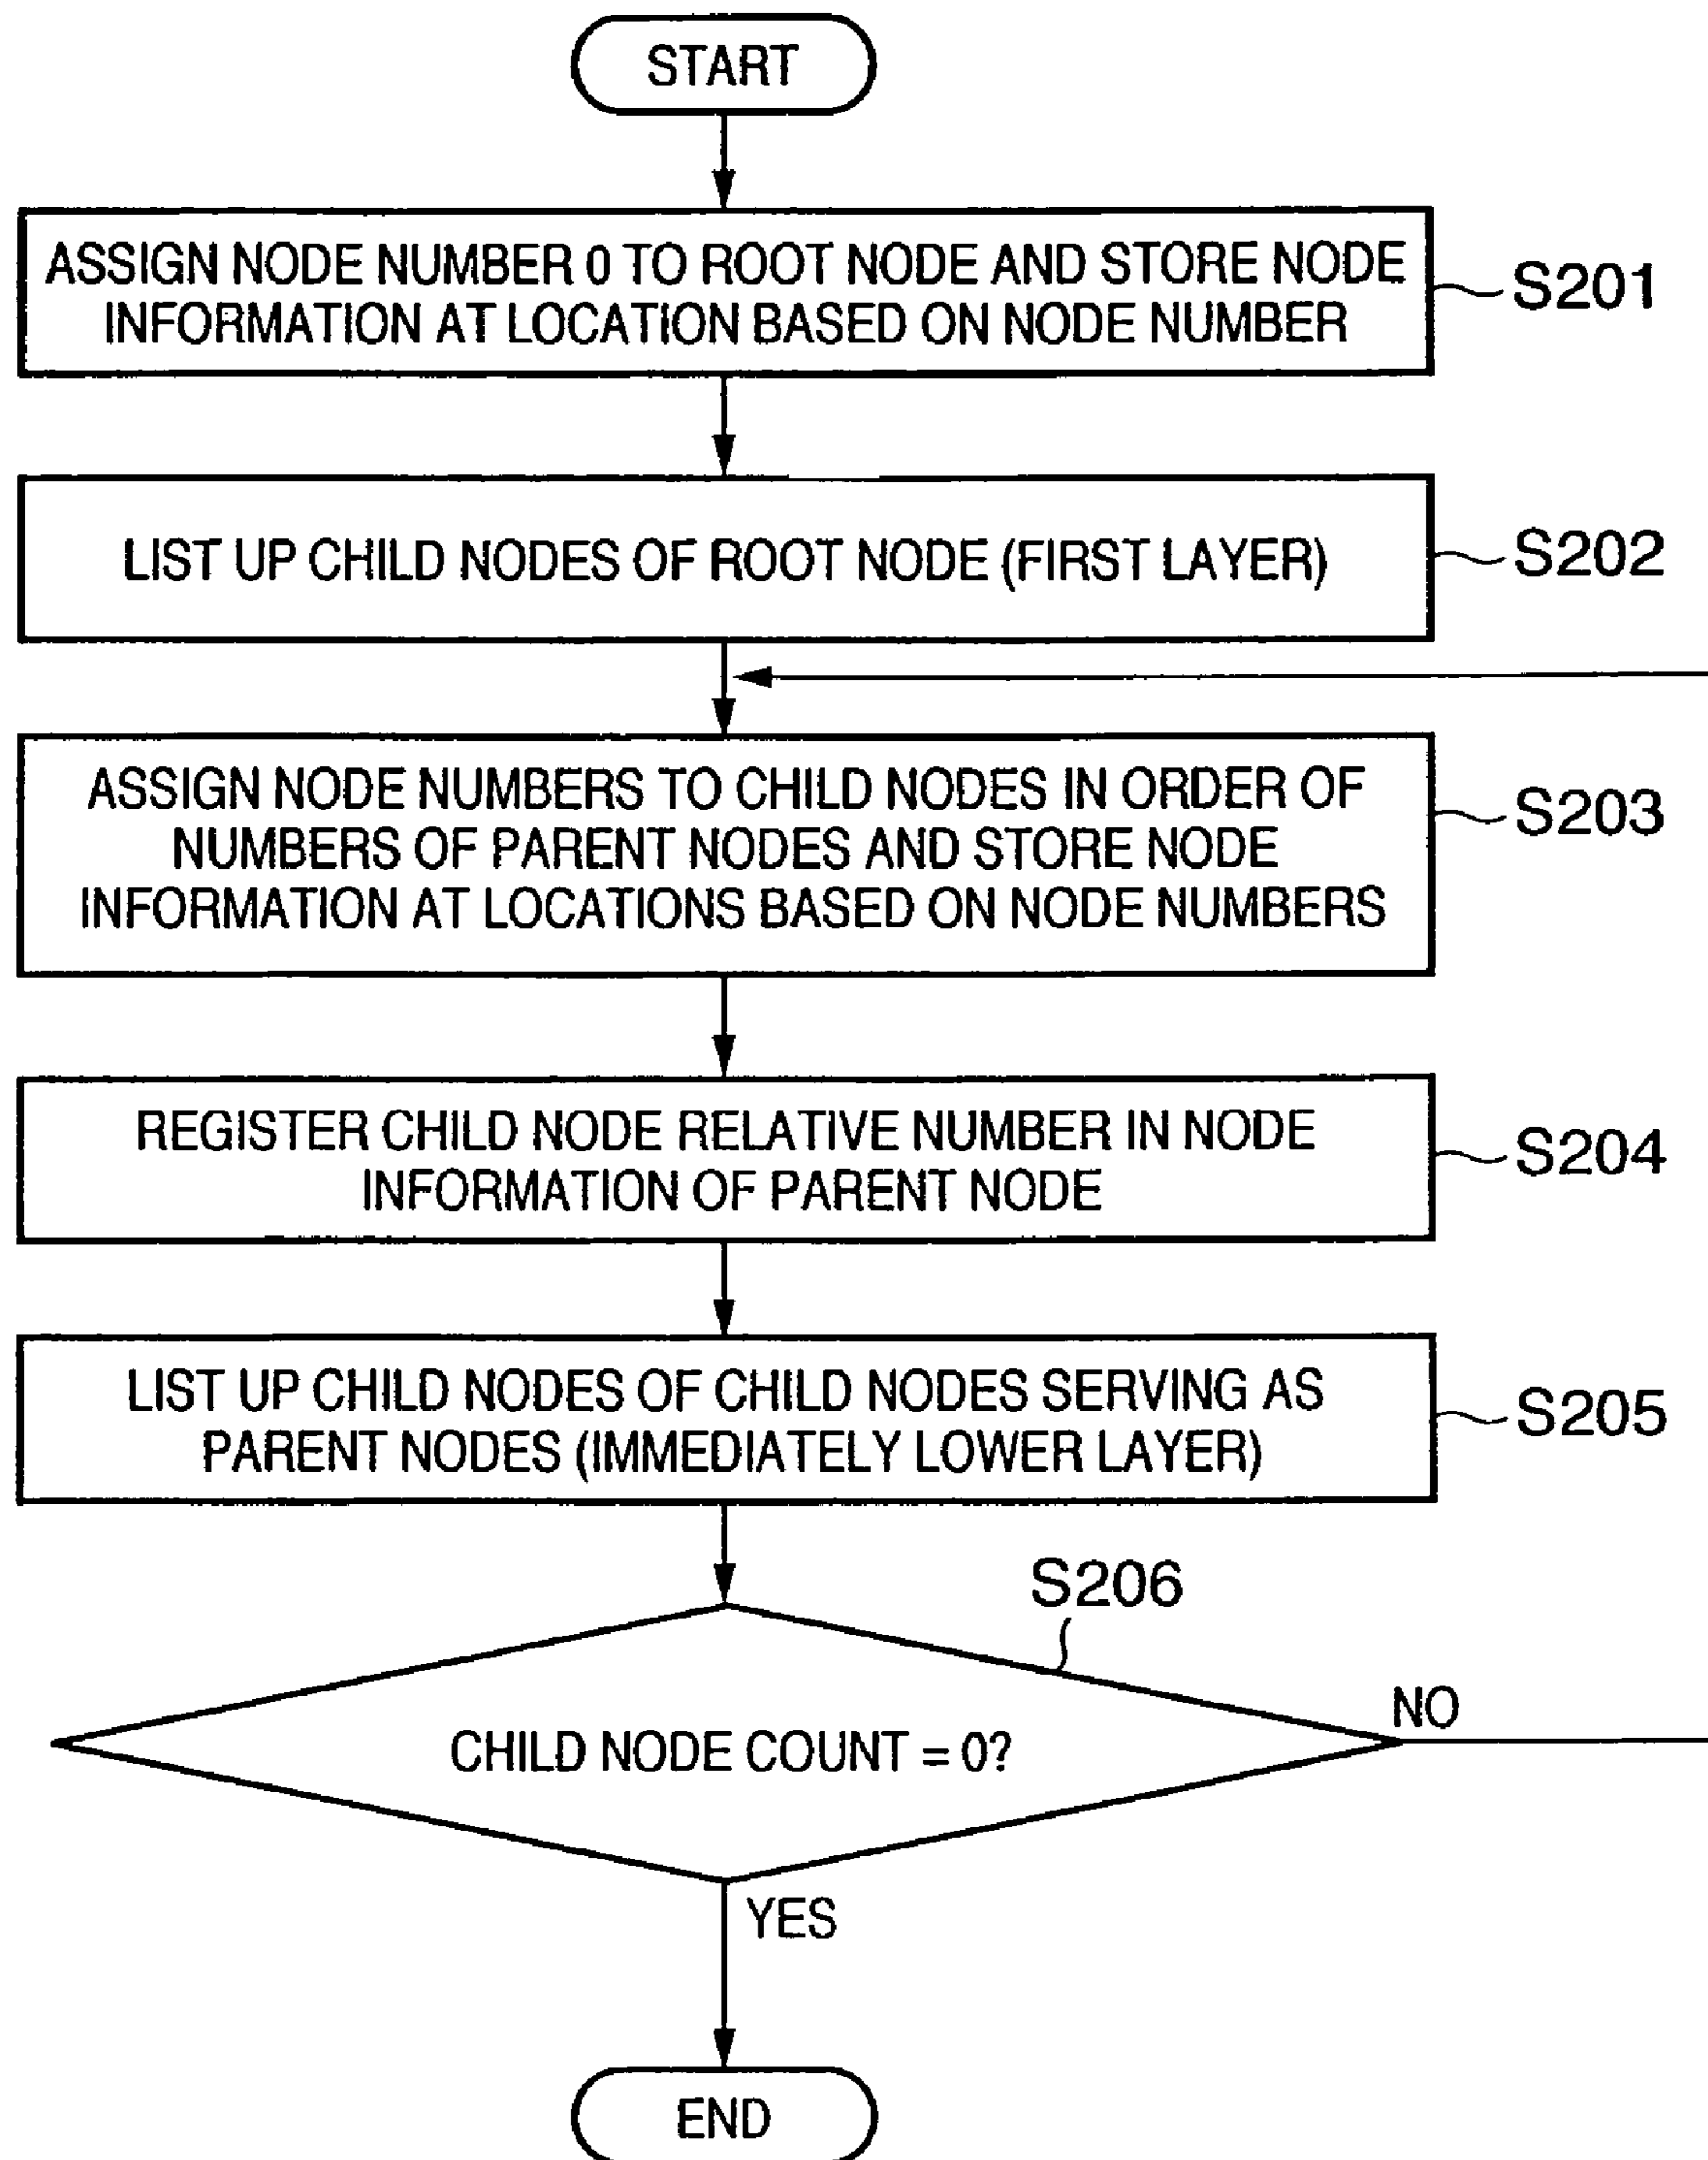 START
ASSIGN NODE NUMBER 0 TO ROOT NODE AND STORE NODE
INFORMATION AT LOCATION BASED ON NODE NUMBER
S201
LIST UP CHILD NODES OF ROOT NODE (FIRST LAYER)
S202
ASSIGN NODE NUMBERS TO CHILD NODES IN ORDER OF
NUMBERS OF PARENT NODES AND STORE NODE
INFORMATION AT LOCATIONS BASED ON NODE NUMBERS
S203
REGISTER CHILD NODE RELATIVE NUMBER IN NODE
INFORMATION OF PARENT NODE
S204
LIST UP CHILD NODES OF CHILD NODES SERVING AS
PARENT NODES (IMMEDIATELY LOWER LAYER)
S205
S206
CHILD NODE COUNT = 0?
NO
YES
END